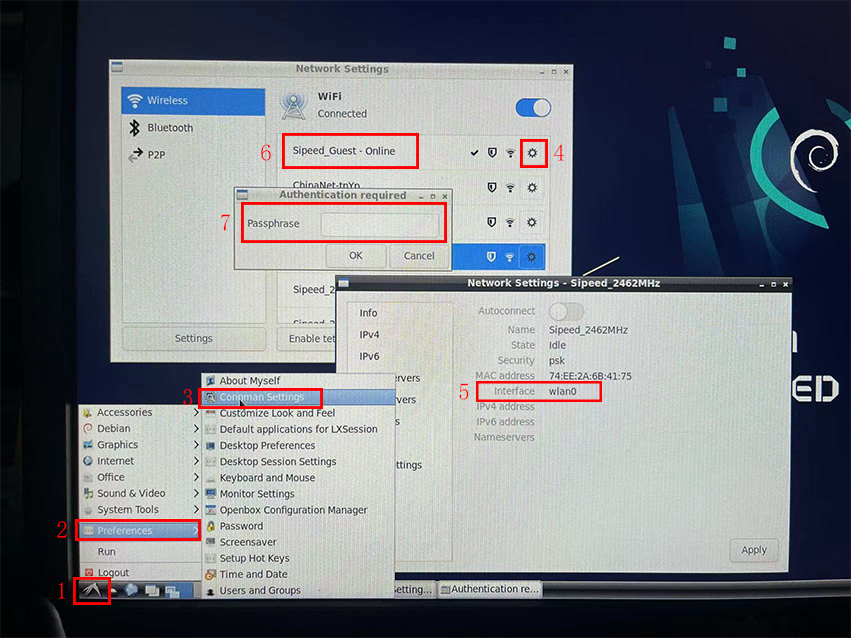 Network Settings
Wireless
Bluetooth
P2P
WiFi
Connected
6
Sipeed_Guest - Online
4
ChinaNet-tnYn
Authentication required
7
Passphrase
OK
Cancel
Sipeed_2
Settings
Enable tet
Network Settings - Sipeed_2462MHz
Info
IPv4
IPv6
ervers
ervers
s
ttings
Autoconnect
Name Sipeed_2462MHz
State Idle
Security psk
MAC address 74:EE:2A:6B:41:75
5
Interface wlan0
IPv4 address
IPv6 address
Nameservers
Apply
ED
About Myself
3
Connman Settings
Customize Look and Feel
Default applications for LXSession
Desktop Preferences
Desktop Session Settings
Keyboard and Mouse
Monitor Settings
Openbox Configuration Manager
Password
Screensaver
Setup Hot Keys
Time and Date
Users and Groups
Accessories
Debian
Graphics
Internet
Office
Sound & Video
System Tools
2
Preferences
Run
Logout
1
etting...
Authentication re...